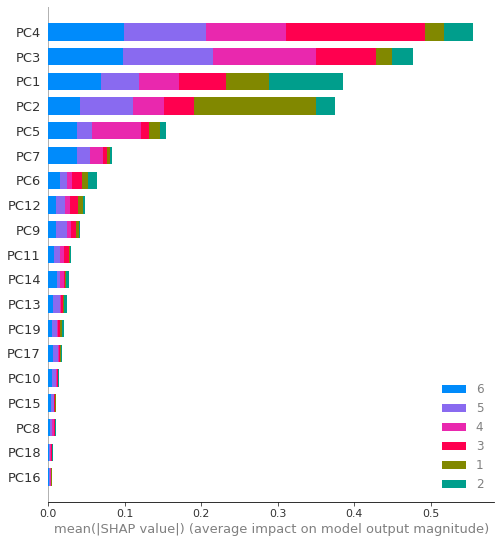 PC4
PC3
PC1
PC2
PC5
PC7
PC6
PC12
PC9
PC11
PC14
PC13
PC19
PC17
PC10
PC15
PC8
PC18
PC16
6
5
4
3
1
2
0.0 0.1 0.2 0.3 0.4 0.5
mean(|SHAP value|) (average impact on model output magnitude)